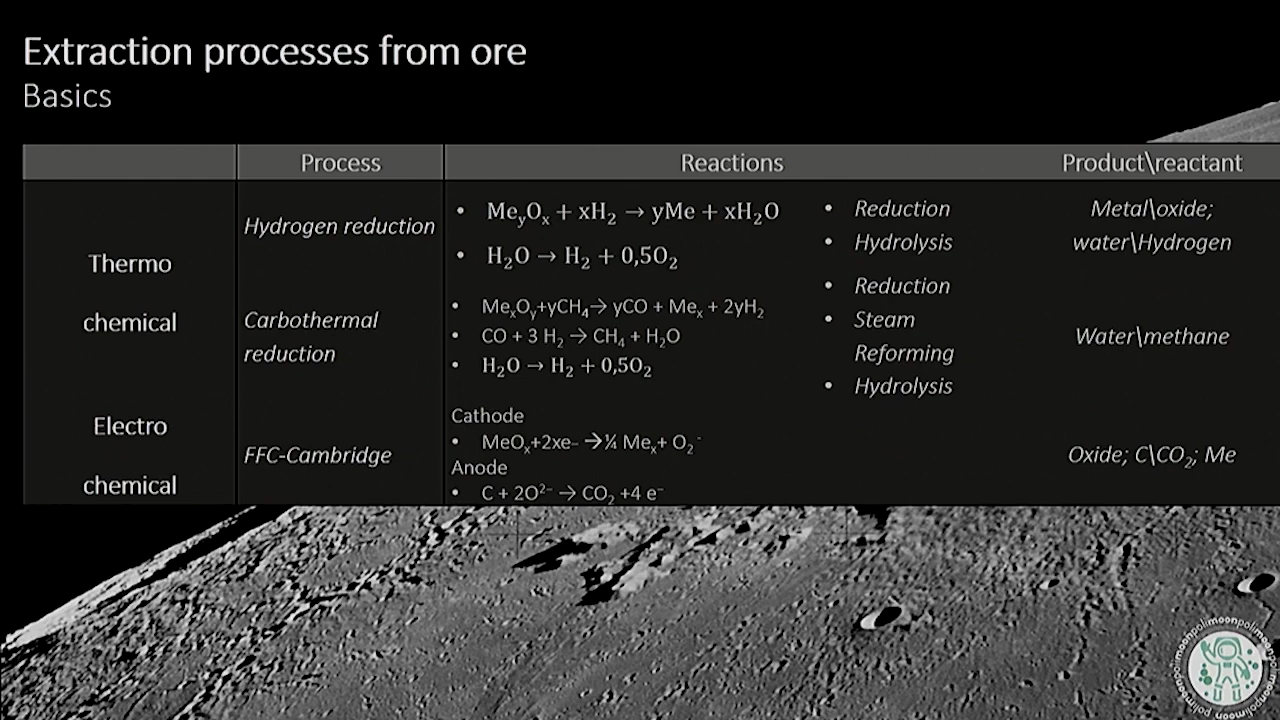 Extraction processes from ore
Basics
Process
Reactions
Product\reactant
Thermo
chemical
Hydrogen reduction
• MeᵧOₓ + xH₂ → yMe + xH₂O
• H₂O → H₂ + 0,5O₂
• Reduction
• Hydrolysis
Metal\oxide;
water\Hydrogen
Carbothermal
reduction
• MeₓOᵧ+yCH₄→ yCO + Meₓ + 2yH₂
• CO + 3 H₂ → CH₄ + H₂O
• H₂O → H₂ + 0,5O₂
• Reduction
• Steam
Reforming
• Hydrolysis
Water\methane
Electro
chemical
FFC-Cambridge
Cathode
• MeOₓ+2xe- →¼ Meₓ+ O₂⁻
Anode
• C + 2O²⁻ → CO₂ +4 e⁻
Oxide; C\CO₂; Me
polimoonpolimoonpolimoonpolimoon